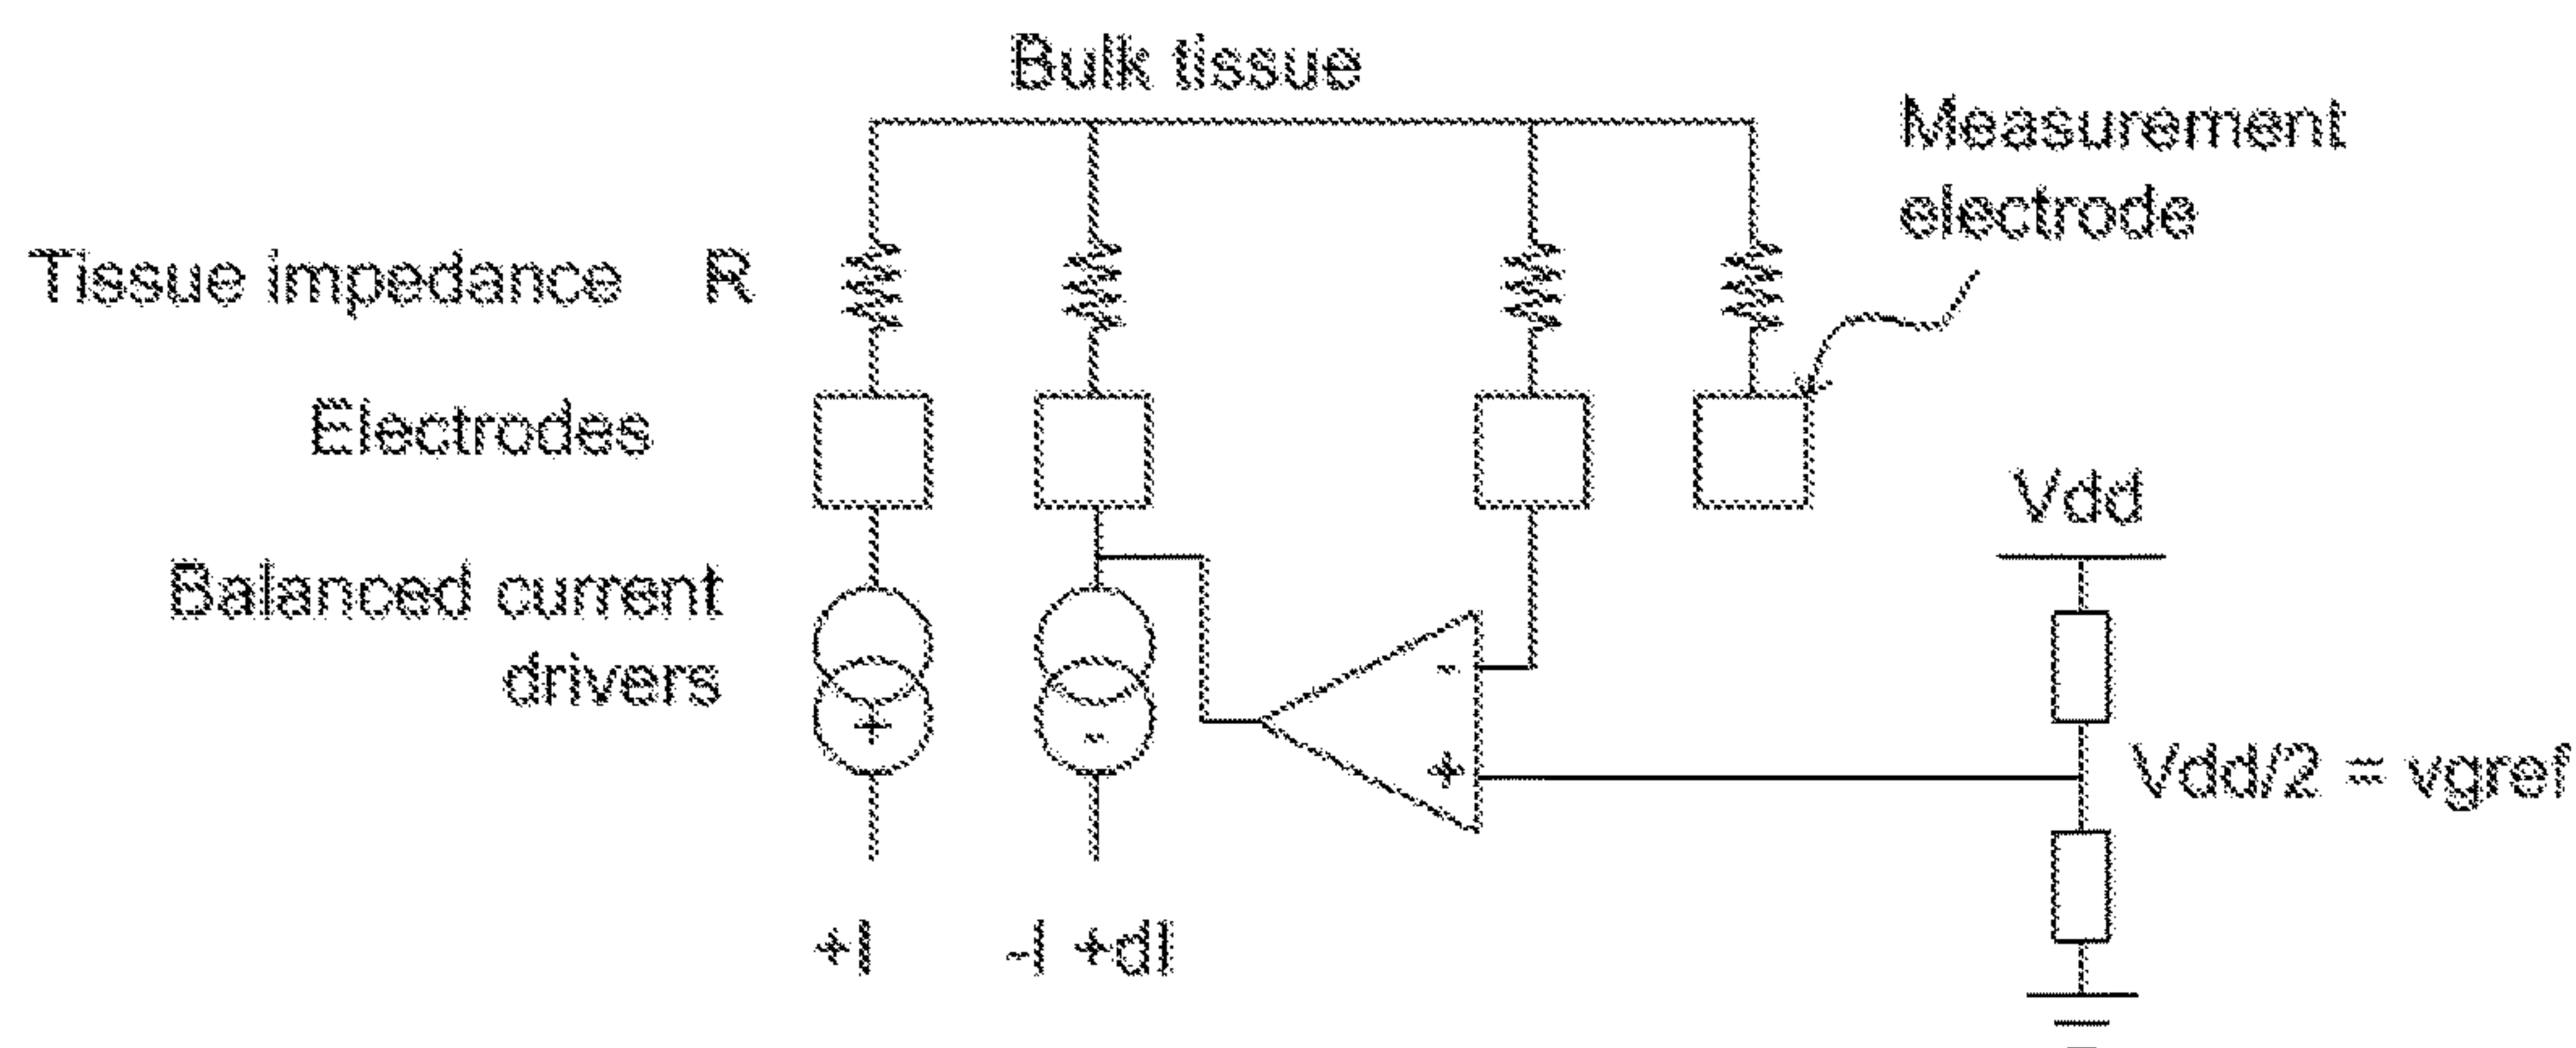 Bulk tissue
Measurement
electrode
Tissue impedance R
Electrodes
Vdd
Balanced current
drivers
-
+
-
+
Vdd/2 = vgref
+I
-I +dI